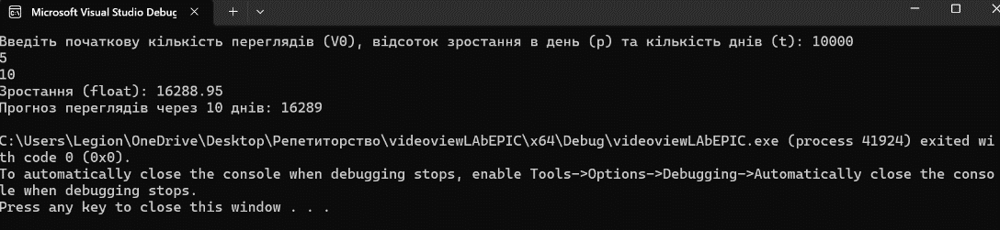 Microsoft Visual Studio Debug
Введіть початкову кількість переглядів (V0), відсоток зростання в день (p) та кількість днів (t): 10000
5
10
Зростання (float): 16288.95
Прогноз переглядів через 10 днів: 16289
C:\Users\Legion\OneDrive\Desktop\Репетиторство\videoviewLAbEPIC\x64\Debug\videoviewLAbEPIC.exe (process 41924) exited wi
th code 0 (0x0).
To automatically close the console when debugging stops, enable Tools->Options->Debugging->Automatically close the conso
le when debugging stops.
Press any key to close this window . . .